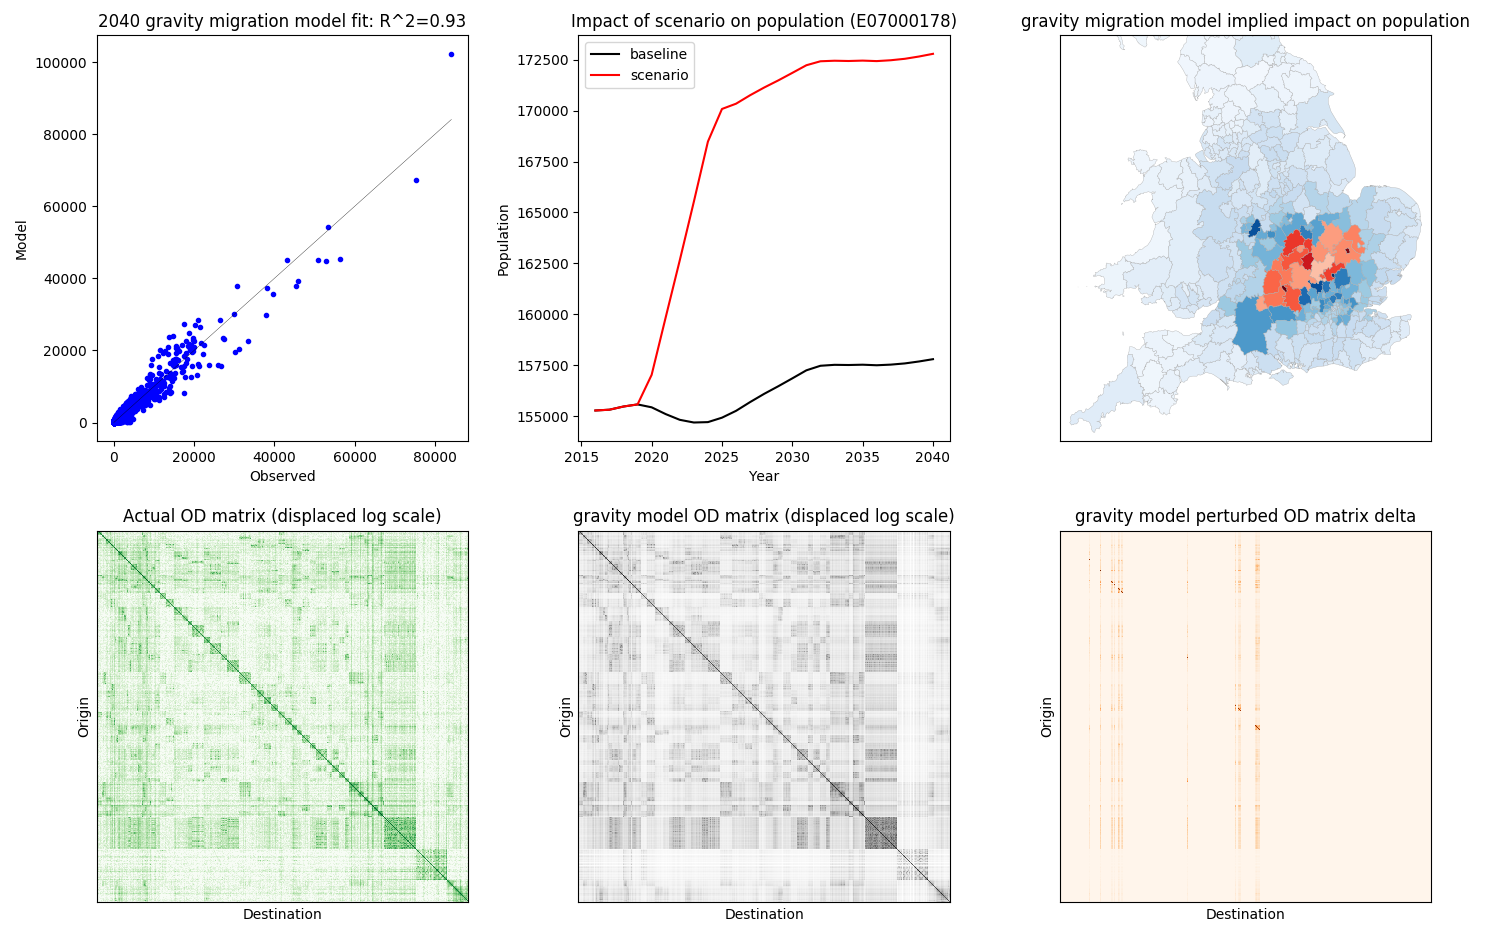 2040 gravity migration model fit: R^2=0.93
100000
80000
60000
40000
20000
0
Model
0 20000 40000 60000 80000
Observed
Impact of scenario on population (E07000178)
baseline
scenario
172500
170000
167500
165000
162500
160000
157500
155000
Population
2015 2020 2025 2030 2035 2040
Year
gravity migration model implied impact on population
Actual OD matrix (displaced log scale)
Origin
Destination
gravity model OD matrix (displaced log scale)
Origin
Destination
gravity model perturbed OD matrix delta
Origin
Destination